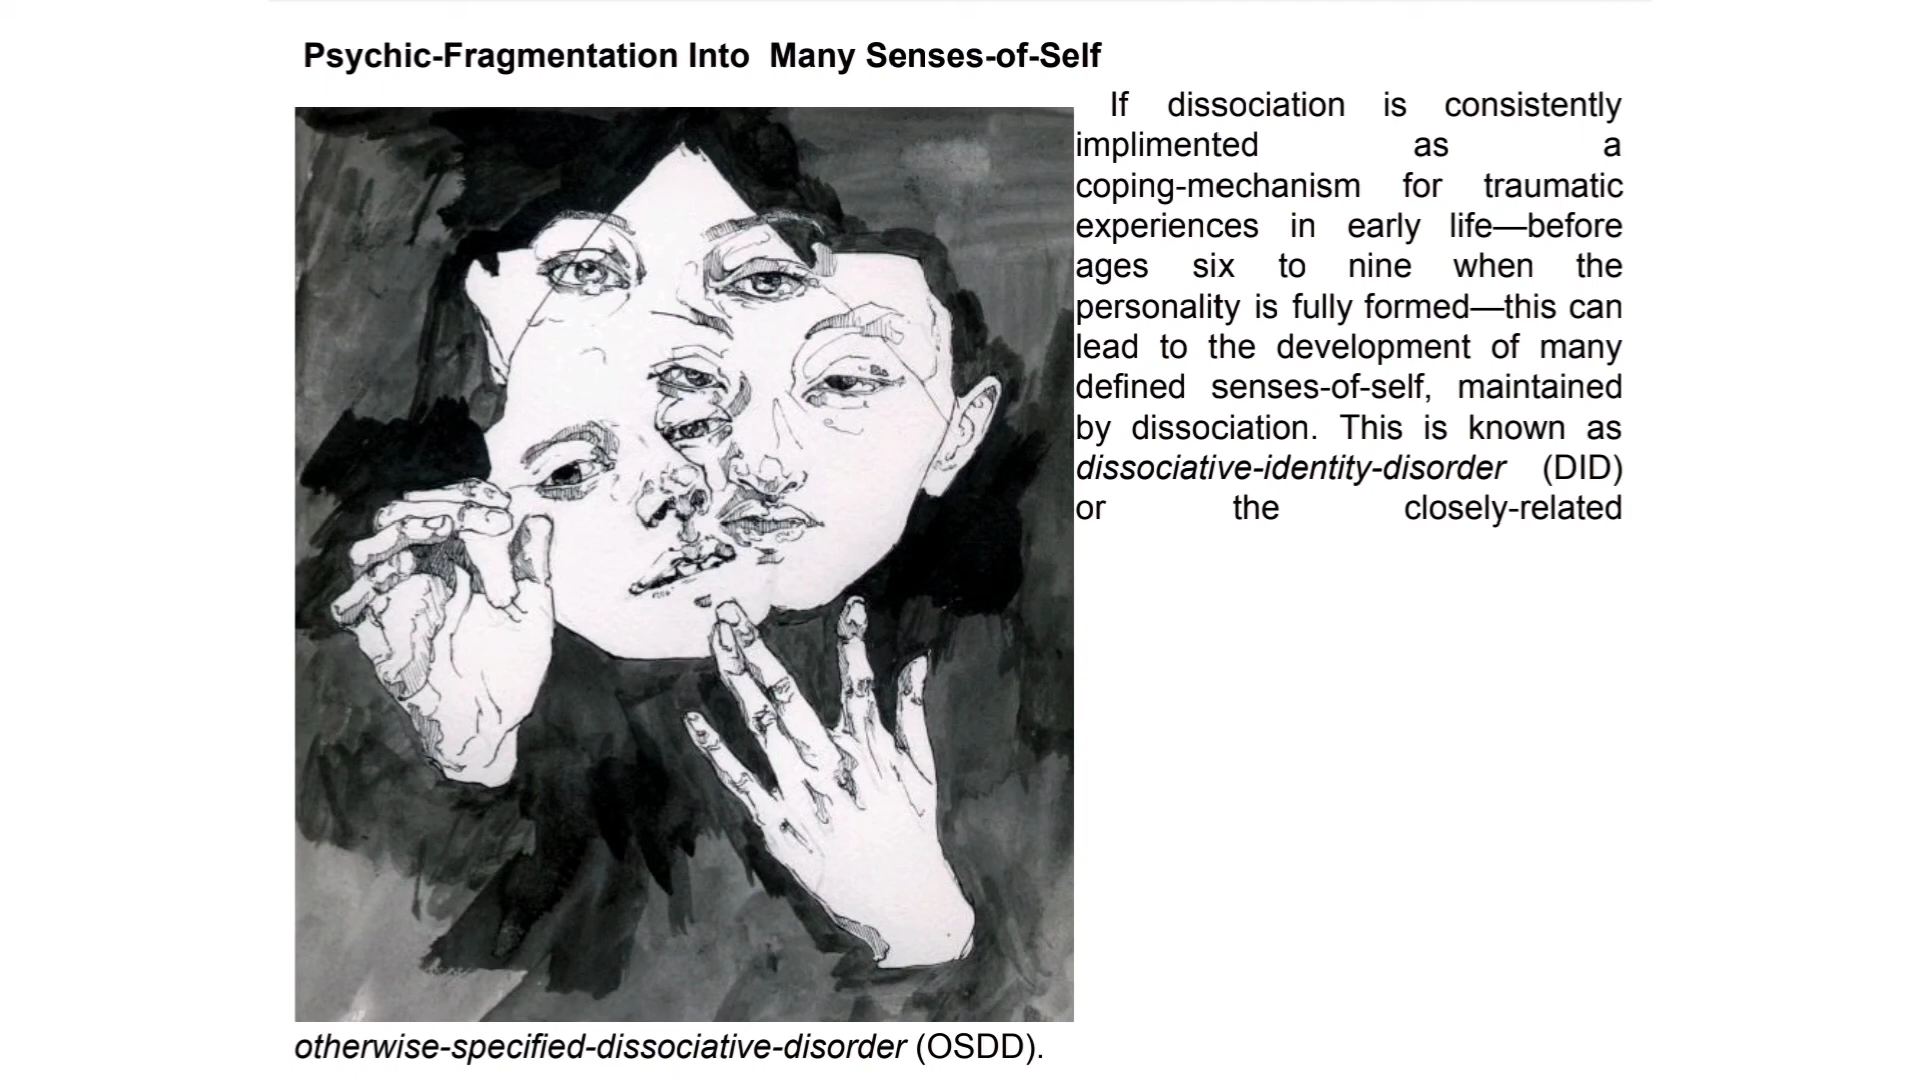 Psychic-Fragmentation Into Many Senses-of-Self
If dissociation is consistently
implimented as a
coping-mechanism for traumatic
experiences in early life—before
ages six to nine when the
personality is fully formed—this can
lead to the development of many
defined senses-of-self, maintained
by dissociation. This is known as
dissociative-identity-disorder (DID)
or the closely-related
otherwise-specified-dissociative-disorder (OSDD).